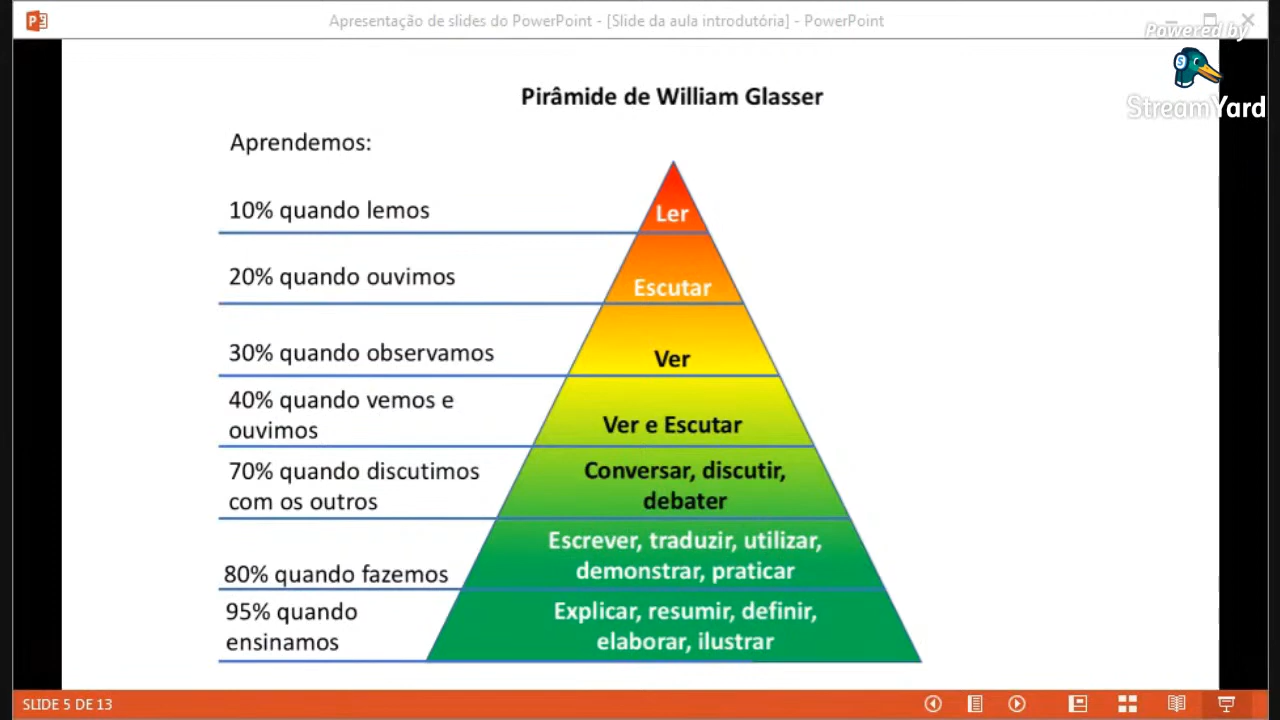 Apresentação de slides do PowerPoint - [Slide da aula introdutória] - PowerPoint
Powered by
StreamYard
Pirâmide de William Glasser
Aprendemos:
10% quando lemos
Ler
20% quando ouvimos
Escutar
30% quando observamos
Ver
40% quando vemos e
ouvimos
Ver e Escutar
70% quando discutimos
com os outros
Conversar, discutir,
debater
80% quando fazemos
Escrever, traduzir, utilizar,
demonstrar, praticar
95% quando
ensinamos
Explicar, resumir, definir,
elaborar, ilustrar
SLIDE 5 DE 13